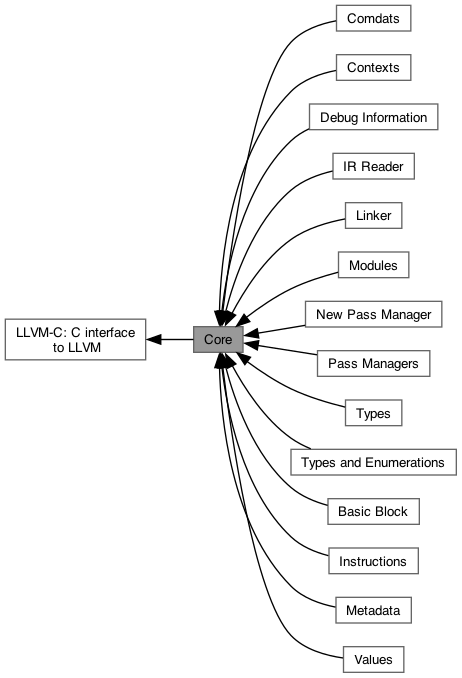 Comdats
Contexts
Debug Information
IR Reader
Linker
Modules
New Pass Manager
LLVM-C: C interface
to LLVM
Core
Pass Managers
Types
Types and Enumerations
Basic Block
Instructions
Metadata
Values